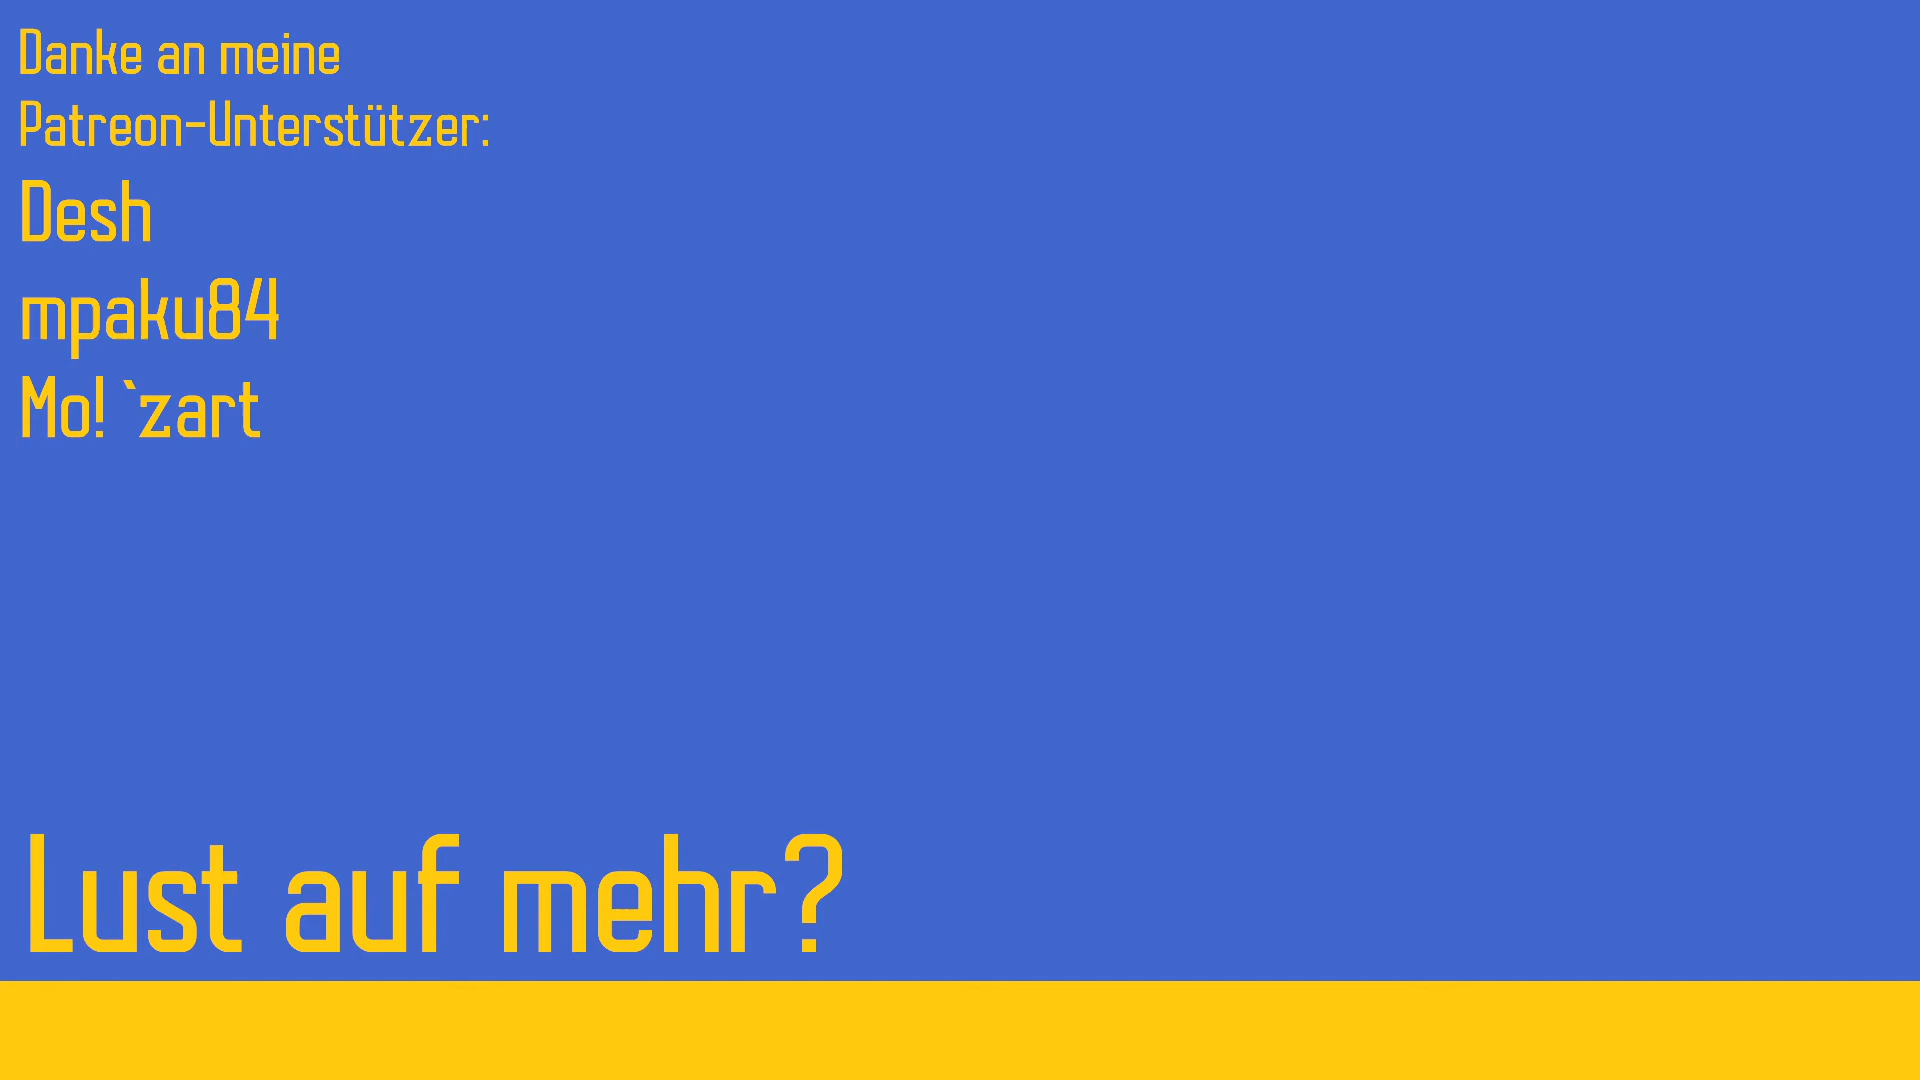 Danke an meine
Patreon-Unterstützer:
Desh
mpaku84
Mo! `zart
Lust auf mehr?